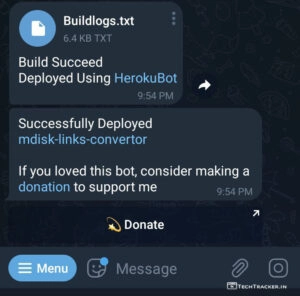 Buildlogs.txt
6.4 KB TXT
Build Succeed
Deployed Using HerokuBot
9:54 PM
Successfully Deployed
mdisk-links-convertor
If you loved this bot, consider making a
donation to support me
9:54 PM
💫 Donate
Menu
Message
TECHTRACKER.IN